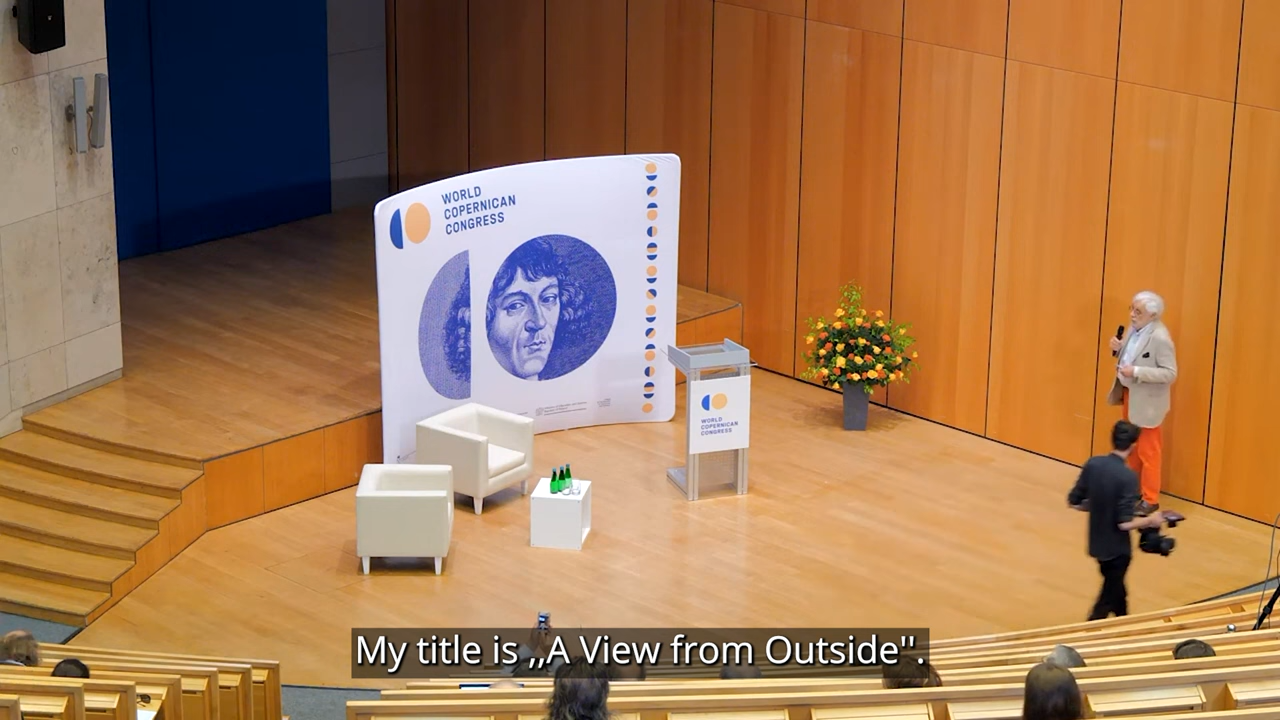 WORLD
COPERNICAN
CONGRESS
WORLD
COPERNICAN
CONGRESS
My title is ,,A View from Outside".